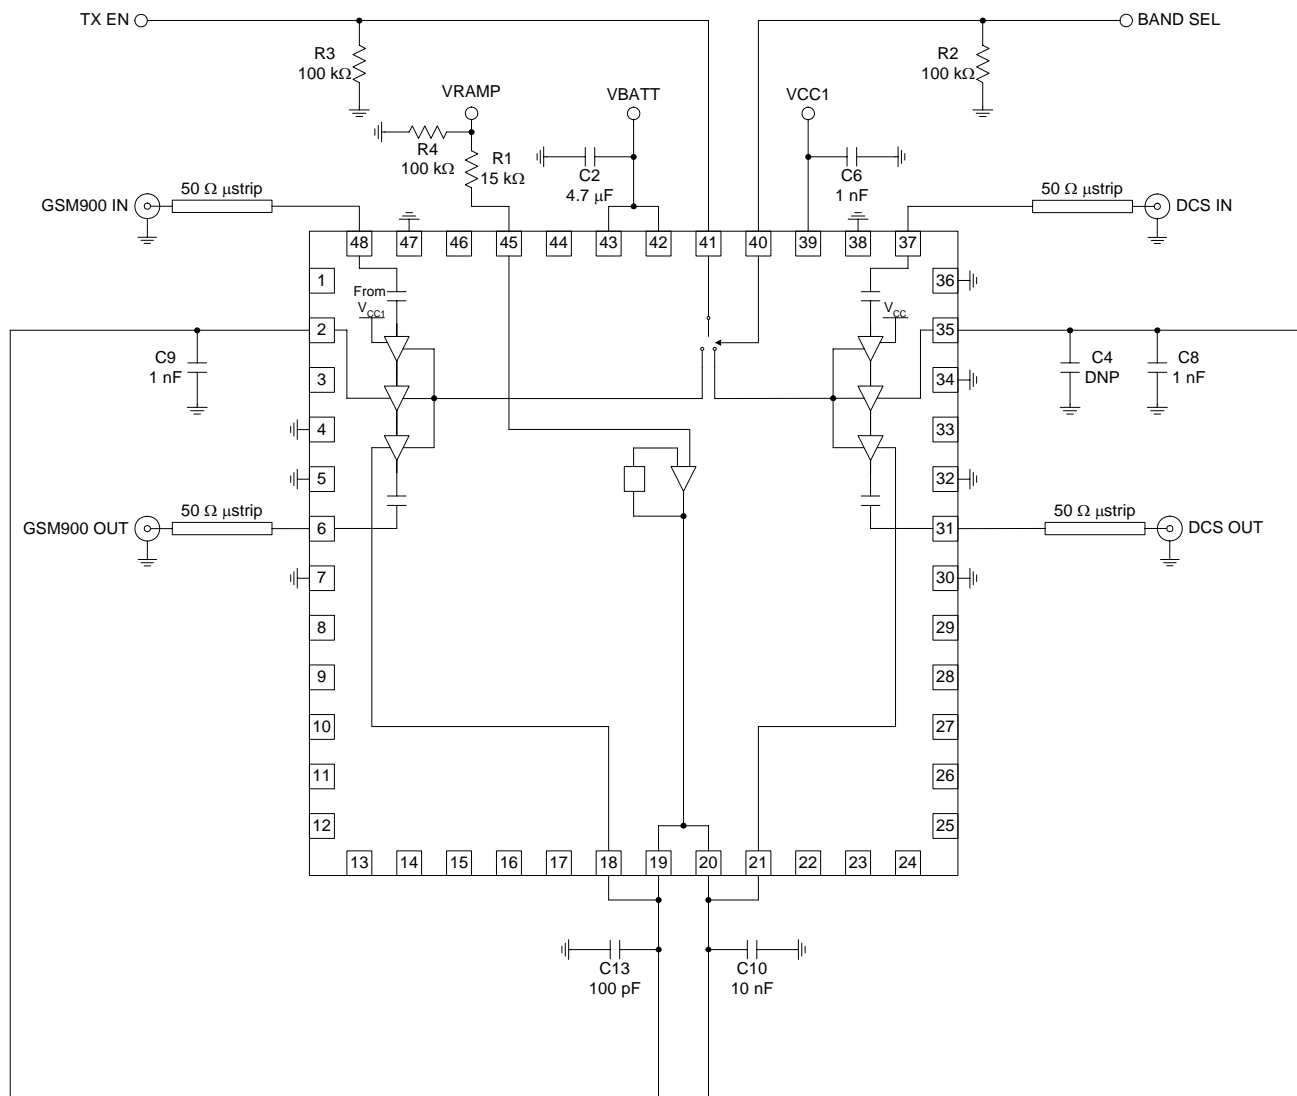 TX EN
BAND SEL
R3
100 kΩ
R2
100 kΩ
VRAMP
VBATT
VCC1
R4
100 kΩ
R1
15 kΩ
C2
4.7 µF
C6
1 nF
GSM900 IN
50 Ω µstrip
50 Ω µstrip
DCS IN
48
47
46
45
44
43
42
41
40
39
38
37
1
2
3
4
5
6
7
8
9
10
11
12
From
VCC1
VCC
36
35
34
33
32
31
30
29
28
27
26
25
C9
1 nF
C4
DNP
C8
1 nF
GSM900 OUT
50 Ω µstrip
50 Ω µstrip
DCS OUT
13
14
15
16
17
18
19
20
21
22
23
24
C13
100 pF
C10
10 nF